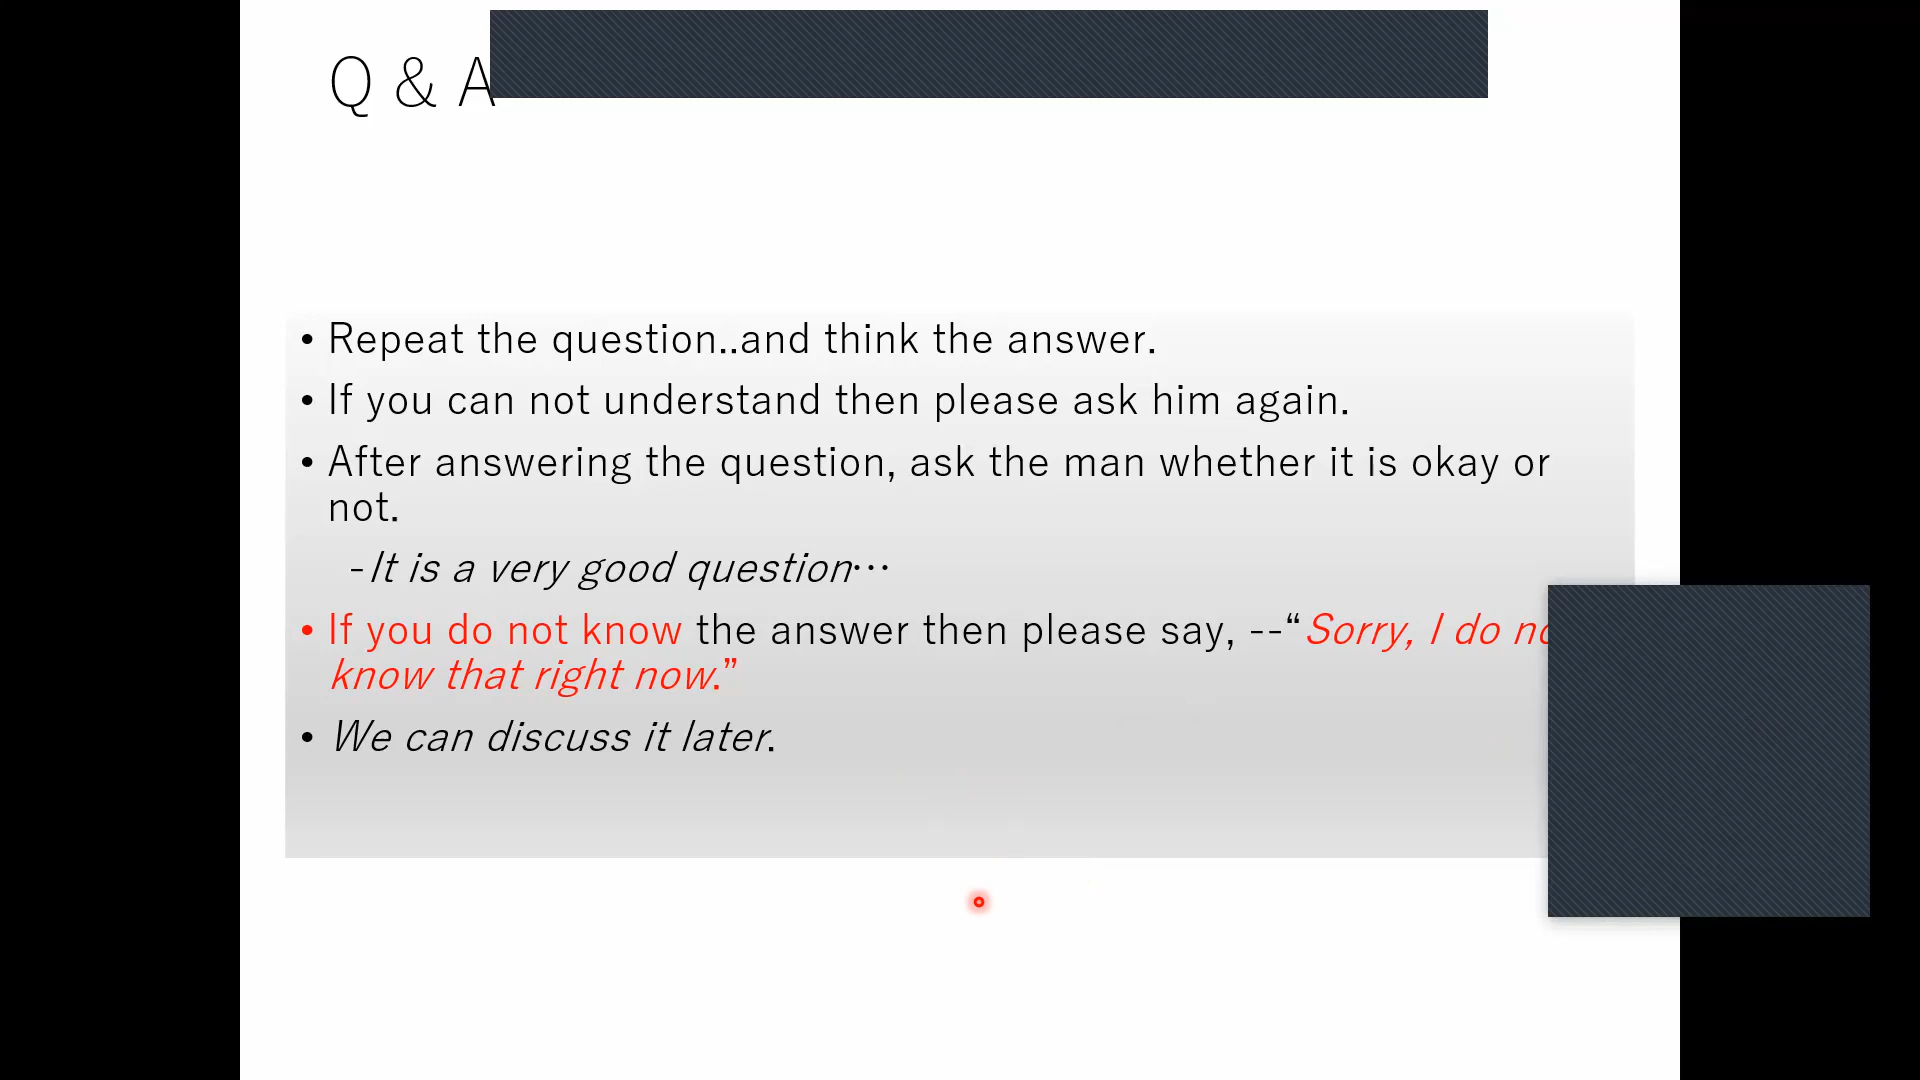 Q & A
• Repeat the question..and think the answer.
• If you can not understand then please ask him again.
• After answering the question, ask the man whether it is okay or
not.
-It is a very good question…
• If you do not know the answer then please say, --“Sorry, I do
know that right now.”
• We can discuss it later.